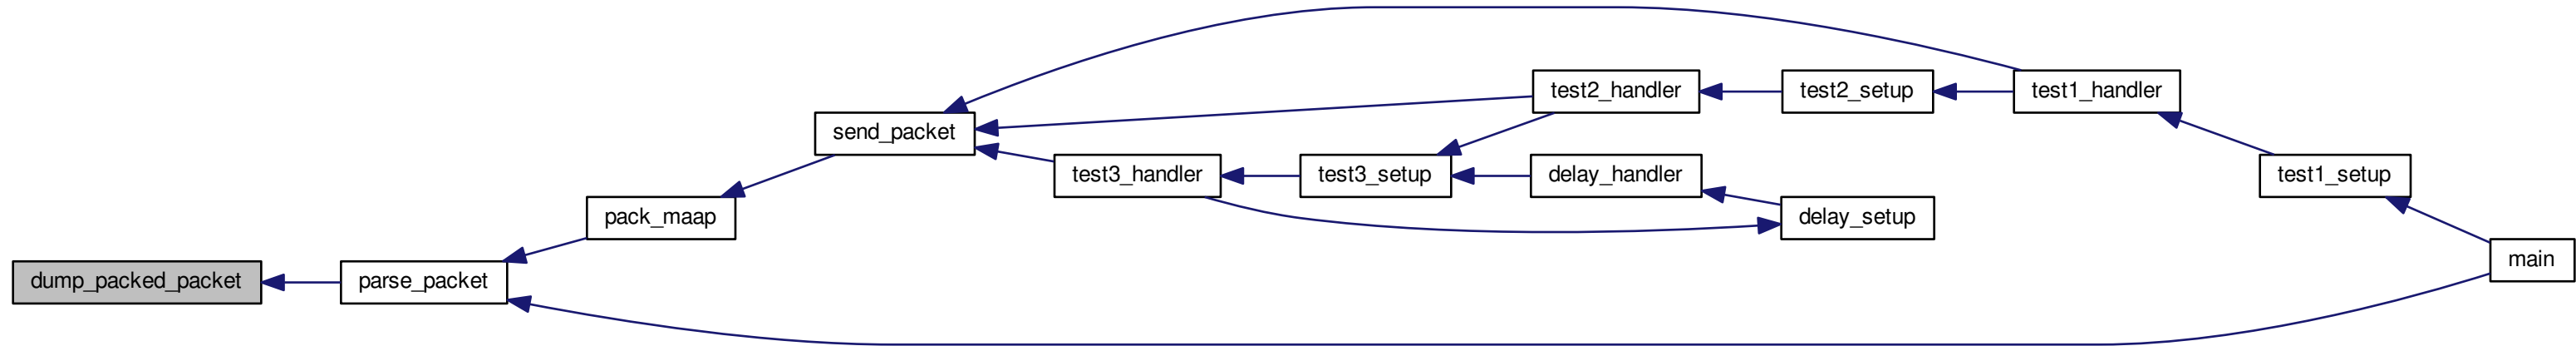 dump_packed_packet
parse_packet
pack_maap
send_packet
test3_handler
test3_setup
test2_handler
delay_handler
test2_setup
delay_setup
test1_handler
test1_setup
main